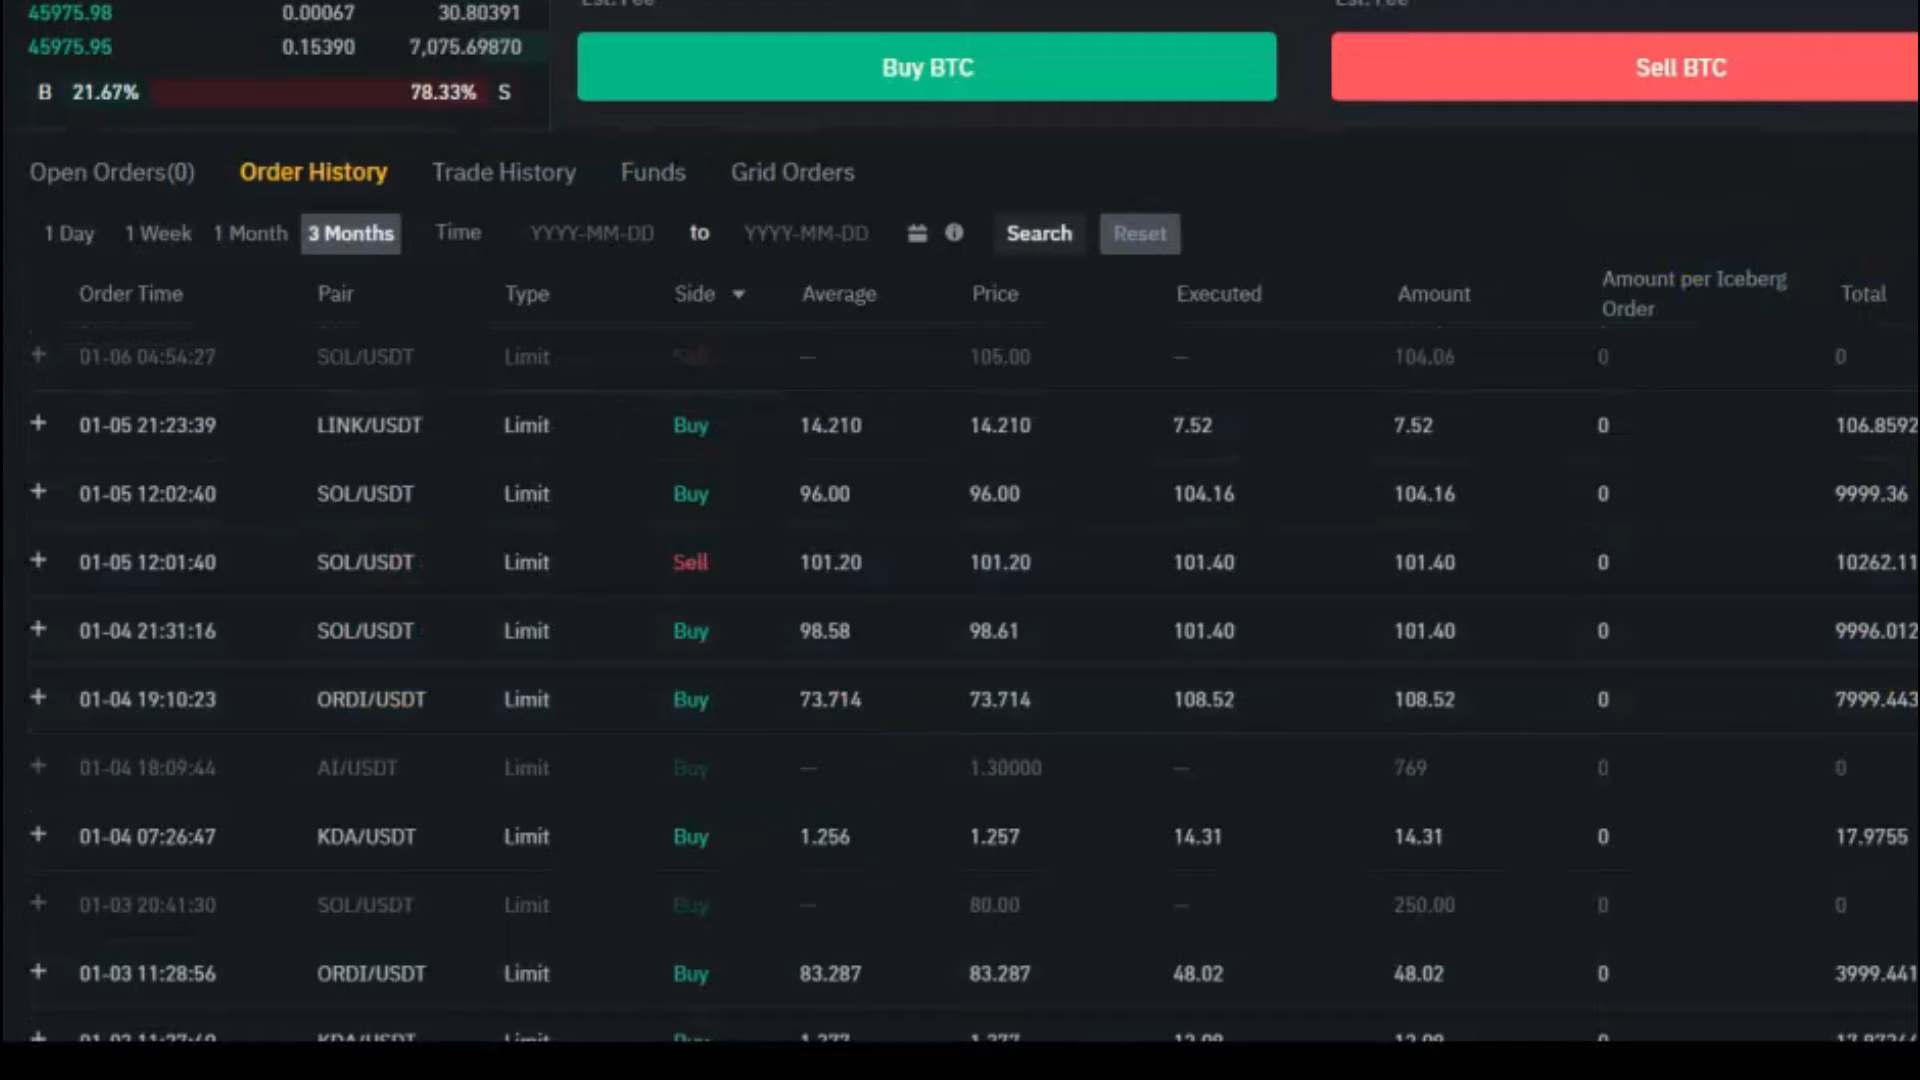 45975.98 0.00067 30.80391
45975.95 0.15390 7,075.69870
B 21.67% 78.33% S
Buy BTC Sell BTC
Open Orders(0) Order History Trade History Funds Grid Orders
1 Day 1 Week 1 Month 3 Months Time YYYY-MM-DD to YYYY-MM-DD Search Reset
Order Time Pair Type Side Average Price Executed Amount Amount per Iceberg Order Total
+ 01-06 04:54:27 SOL/USDT Limit Sell — 105.00 — 104.06 0 0
+ 01-05 21:23:39 LINK/USDT Limit Buy 14.210 14.210 7.52 7.52 0 106.8592
+ 01-05 12:02:40 SOL/USDT Limit Buy 96.00 96.00 104.16 104.16 0 9999.36
+ 01-05 12:01:40 SOL/USDT Limit Sell 101.20 101.20 101.40 101.40 0 10262.11
+ 01-04 21:31:16 SOL/USDT Limit Buy 98.58 98.61 101.40 101.40 0 9996.012
+ 01-04 19:10:23 ORDI/USDT Limit Buy 73.714 73.714 108.52 108.52 0 7999.443
+ 01-04 18:09:44 AI/USDT Limit Buy — 1.30000 — 769 0 0
+ 01-04 07:26:47 KDA/USDT Limit Buy 1.256 1.257 14.31 14.31 0 17.9755
+ 01-03 20:41:30 SOL/USDT Limit Buy — 80.00 — 250.00 0 0
+ 01-03 11:28:56 ORDI/USDT Limit Buy 83.287 83.287 48.02 48.02 0 3999.441